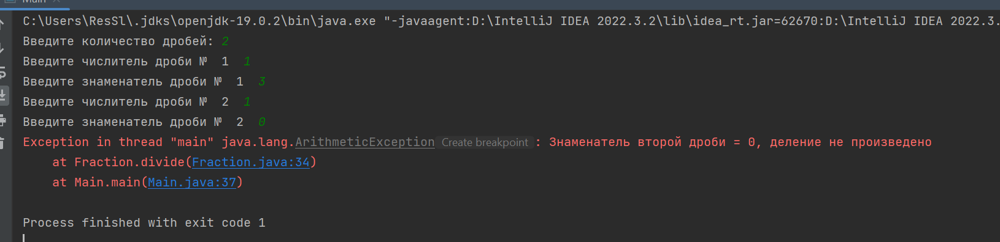 Main
C:\Users\ResSl\.jdks\openjdk-19.0.2\bin\java.exe "-javaagent:D:\IntelliJ IDEA 2022.3.2\lib\idea_rt.jar=62670:D:\IntelliJ IDEA 2022.3.
Введите количество дробей: 2
Введите числитель дроби №  1  1
Введите знаменатель дроби №  1  3
Введите числитель дроби №  2  1
Введите знаменатель дроби №  2  0
Exception in thread "main" java.lang.ArithmeticException Create breakpoint : Знаменатель второй дроби = 0, деление не произведено
    at Fraction.divide(Fraction.java:34)
    at Main.main(Main.java:37)
Process finished with exit code 1